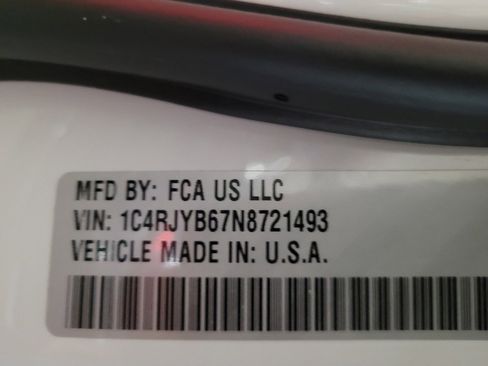 MFD BY: FCA US LLC
VIN: 1C4RJYB67N8721493
VEHICLE MADE IN: U.S.A.